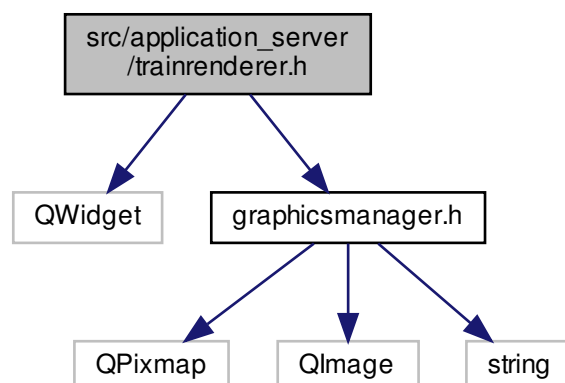 src/application_server
/trainrenderer.h
QWidget
graphicsmanager.h
QPixmap
QImage
string